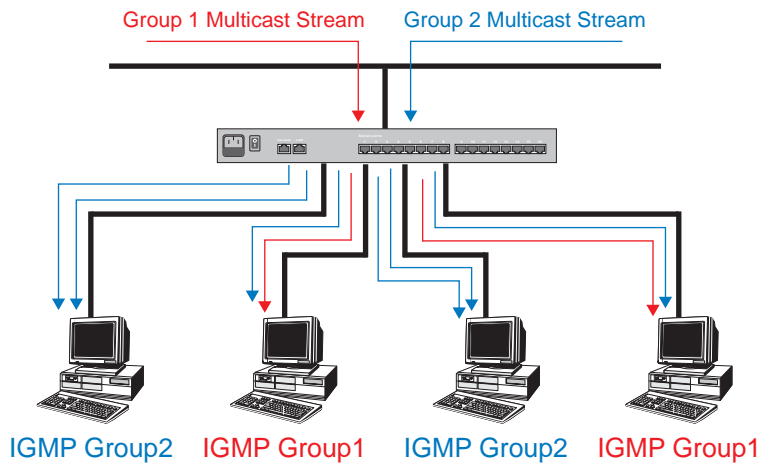 Group 1 Multicast Stream
Group 2 Multicast Stream
IGMP Group2
IGMP Group1
IGMP Group2
IGMP Group1